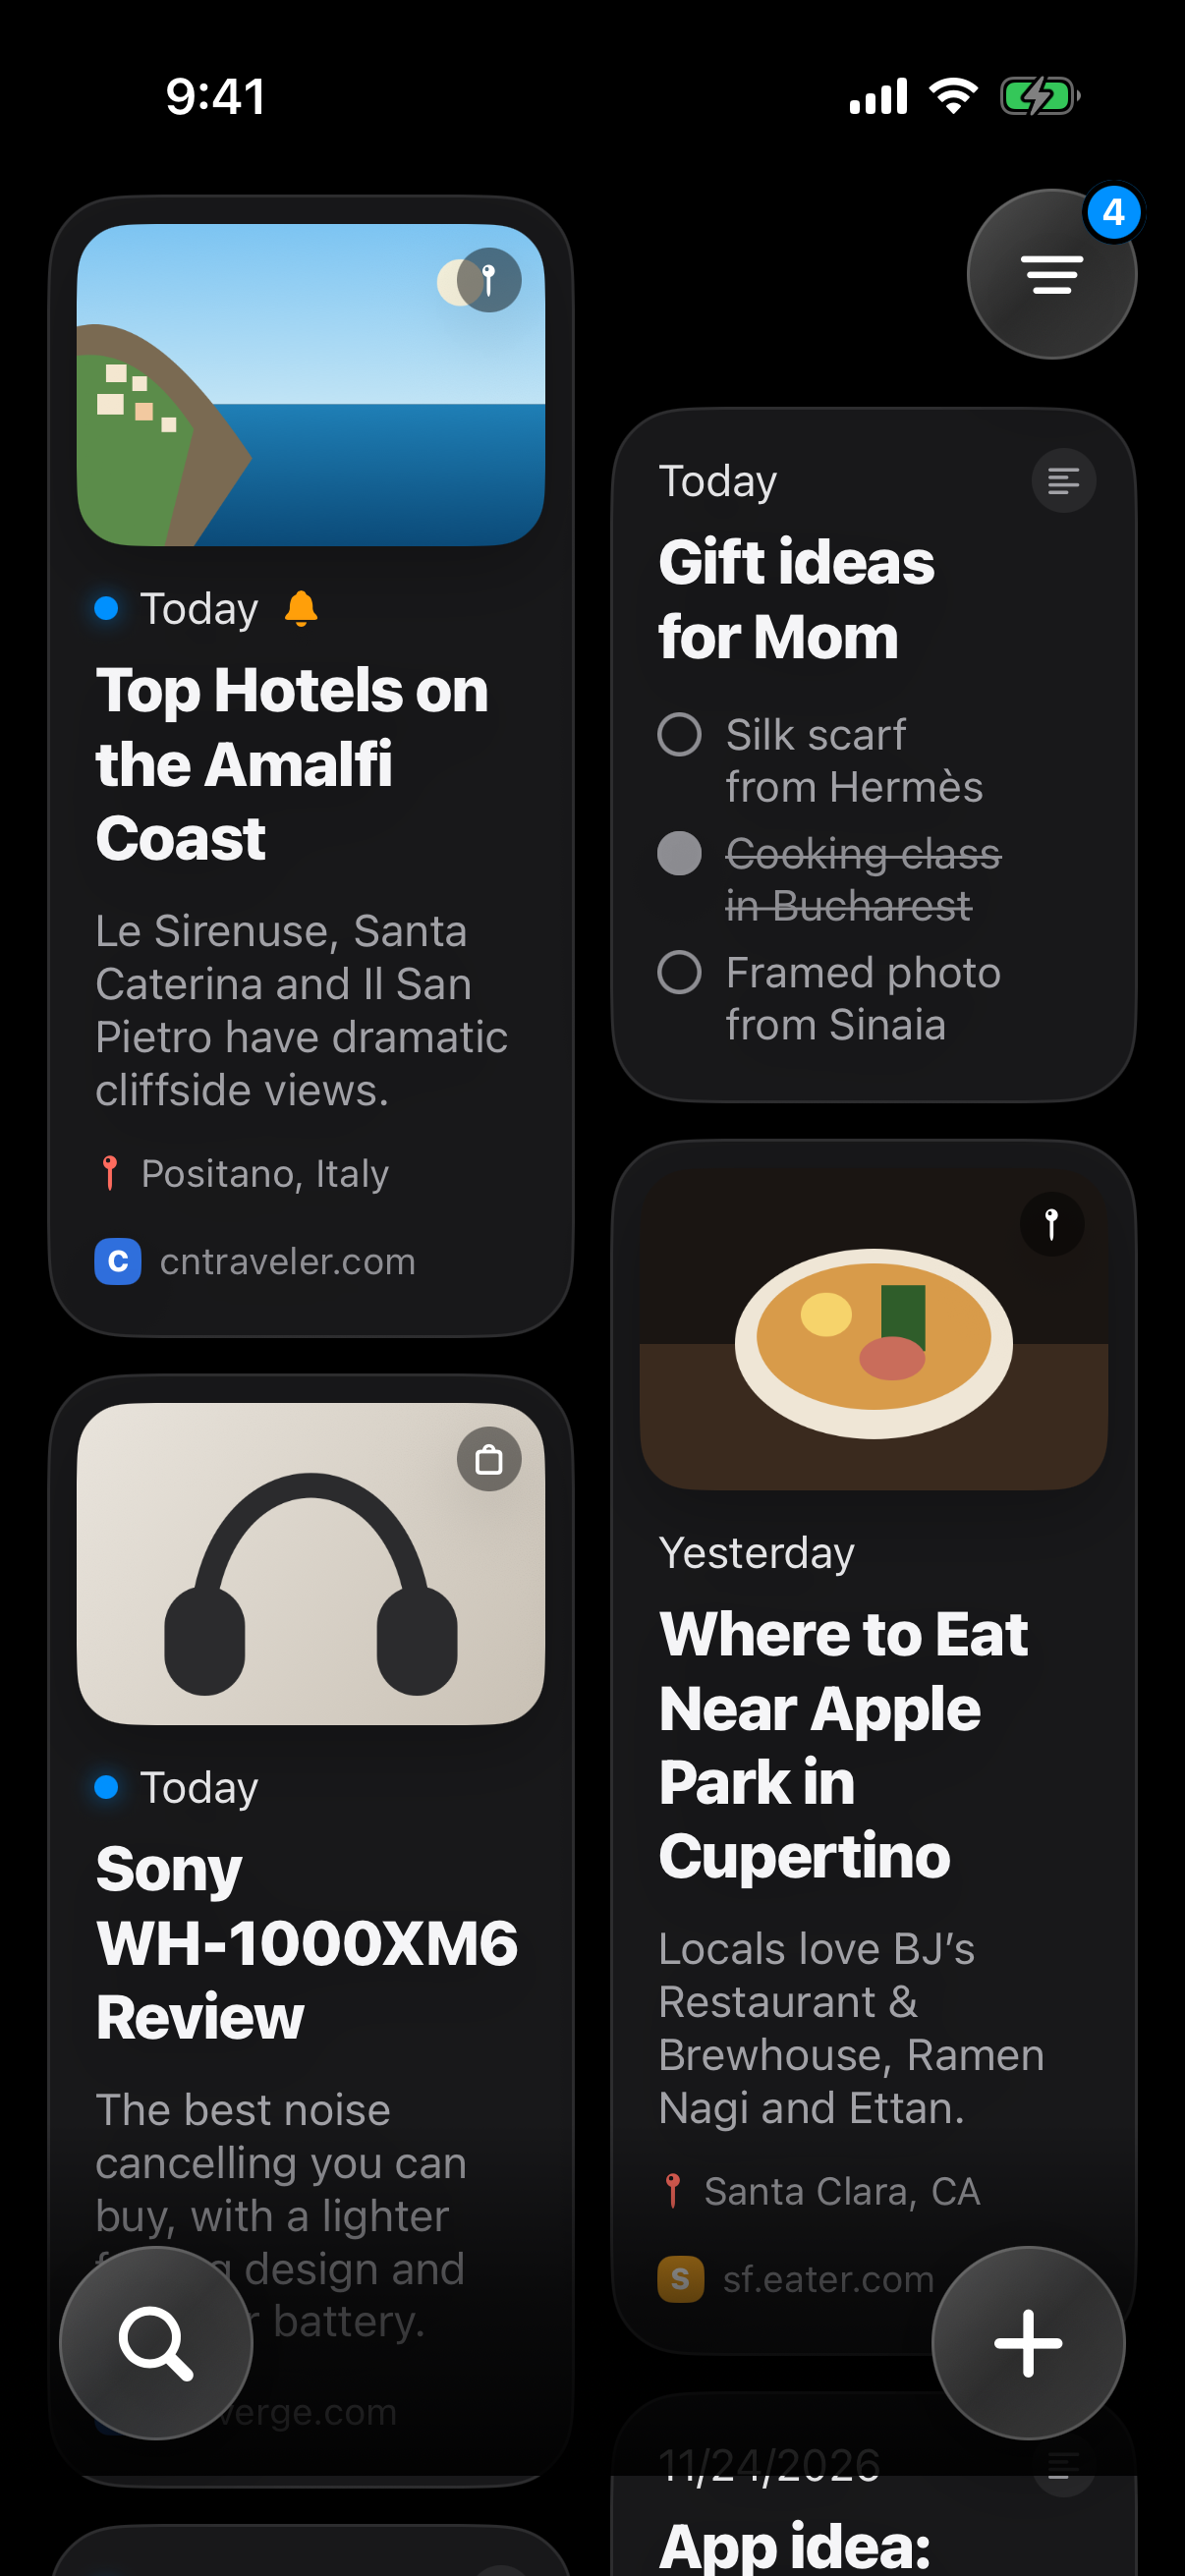 9:41
4
Today
Top Hotels on
the Amalfi
Coast
Le Sirenuse, Santa
Caterina and Il San
Pietro have dramatic
cliffside views.
Positano, Italy
C cntraveler.com
Today
Sony
WH-1000XM6
Review
The best noise
cancelling you can
buy, with a lighter
design and
battery.
verge.com
Today
Gift ideas
for Mom
Silk scarf
from Hermès
Cooking class
in Bucharest
Framed photo
from Sinaia
Yesterday
Where to Eat
Near Apple
Park in
Cupertino
Locals love BJ’s
Restaurant &
Brewhouse, Ramen
Nagi and Ettan.
Santa Clara, CA
S sf.eater.com
11/24/2026
App idea: